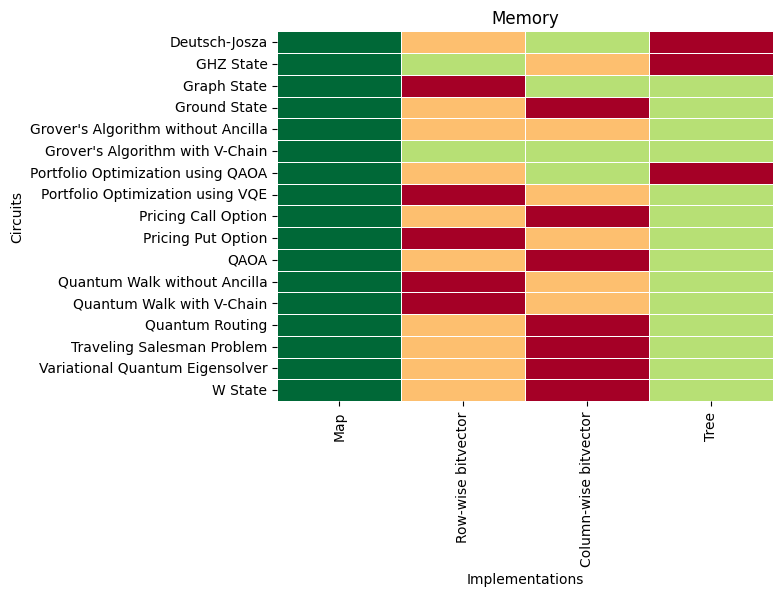 Memory
Deutsch-Josza
GHZ State
Graph State
Ground State
Grover's Algorithm without Ancilla
Grover's Algorithm with V-Chain
Portfolio Optimization using QAOA
Portfolio Optimization using VQE
Pricing Call Option
Pricing Put Option
QAOA
Quantum Walk without Ancilla
Quantum Walk with V-Chain
Quantum Routing
Traveling Salesman Problem
Variational Quantum Eigensolver
W State
Circuits
Map
Row-wise bitvector
Column-wise bitvector
Tree
Implementations